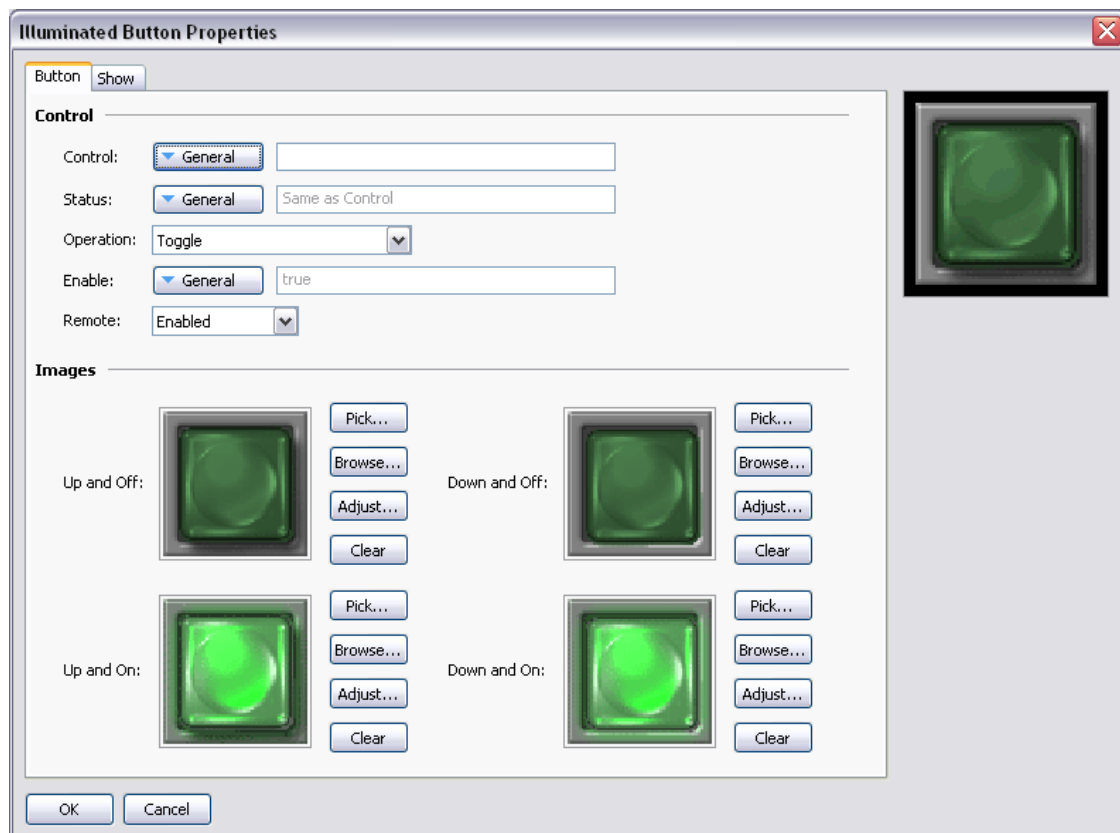 Illuminated Button Properties
Button Show
Control
Control: General
Status: General Same as Control
Operation: Toggle
Enable: General true
Remote: Enabled
Images
Up and Off:
Pick...
Browse...
Adjust...
Clear
Down and Off:
Pick...
Browse...
Adjust...
Clear
Up and On:
Pick...
Browse...
Adjust...
Clear
Down and On:
Pick...
Browse...
Adjust...
Clear
OK Cancel